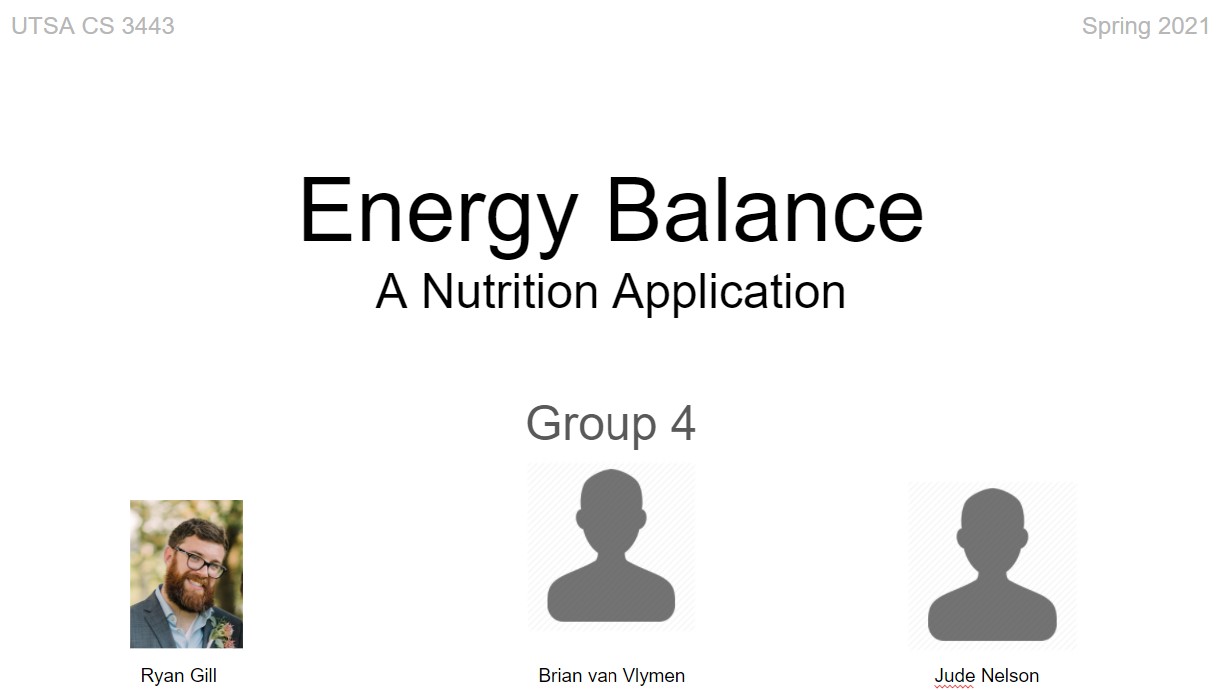 UTSA CS 3443
Spring 2021
Energy Balance
A Nutrition Application
Group 4
Ryan Gill
Brian van Vlymen
Jude Nelson